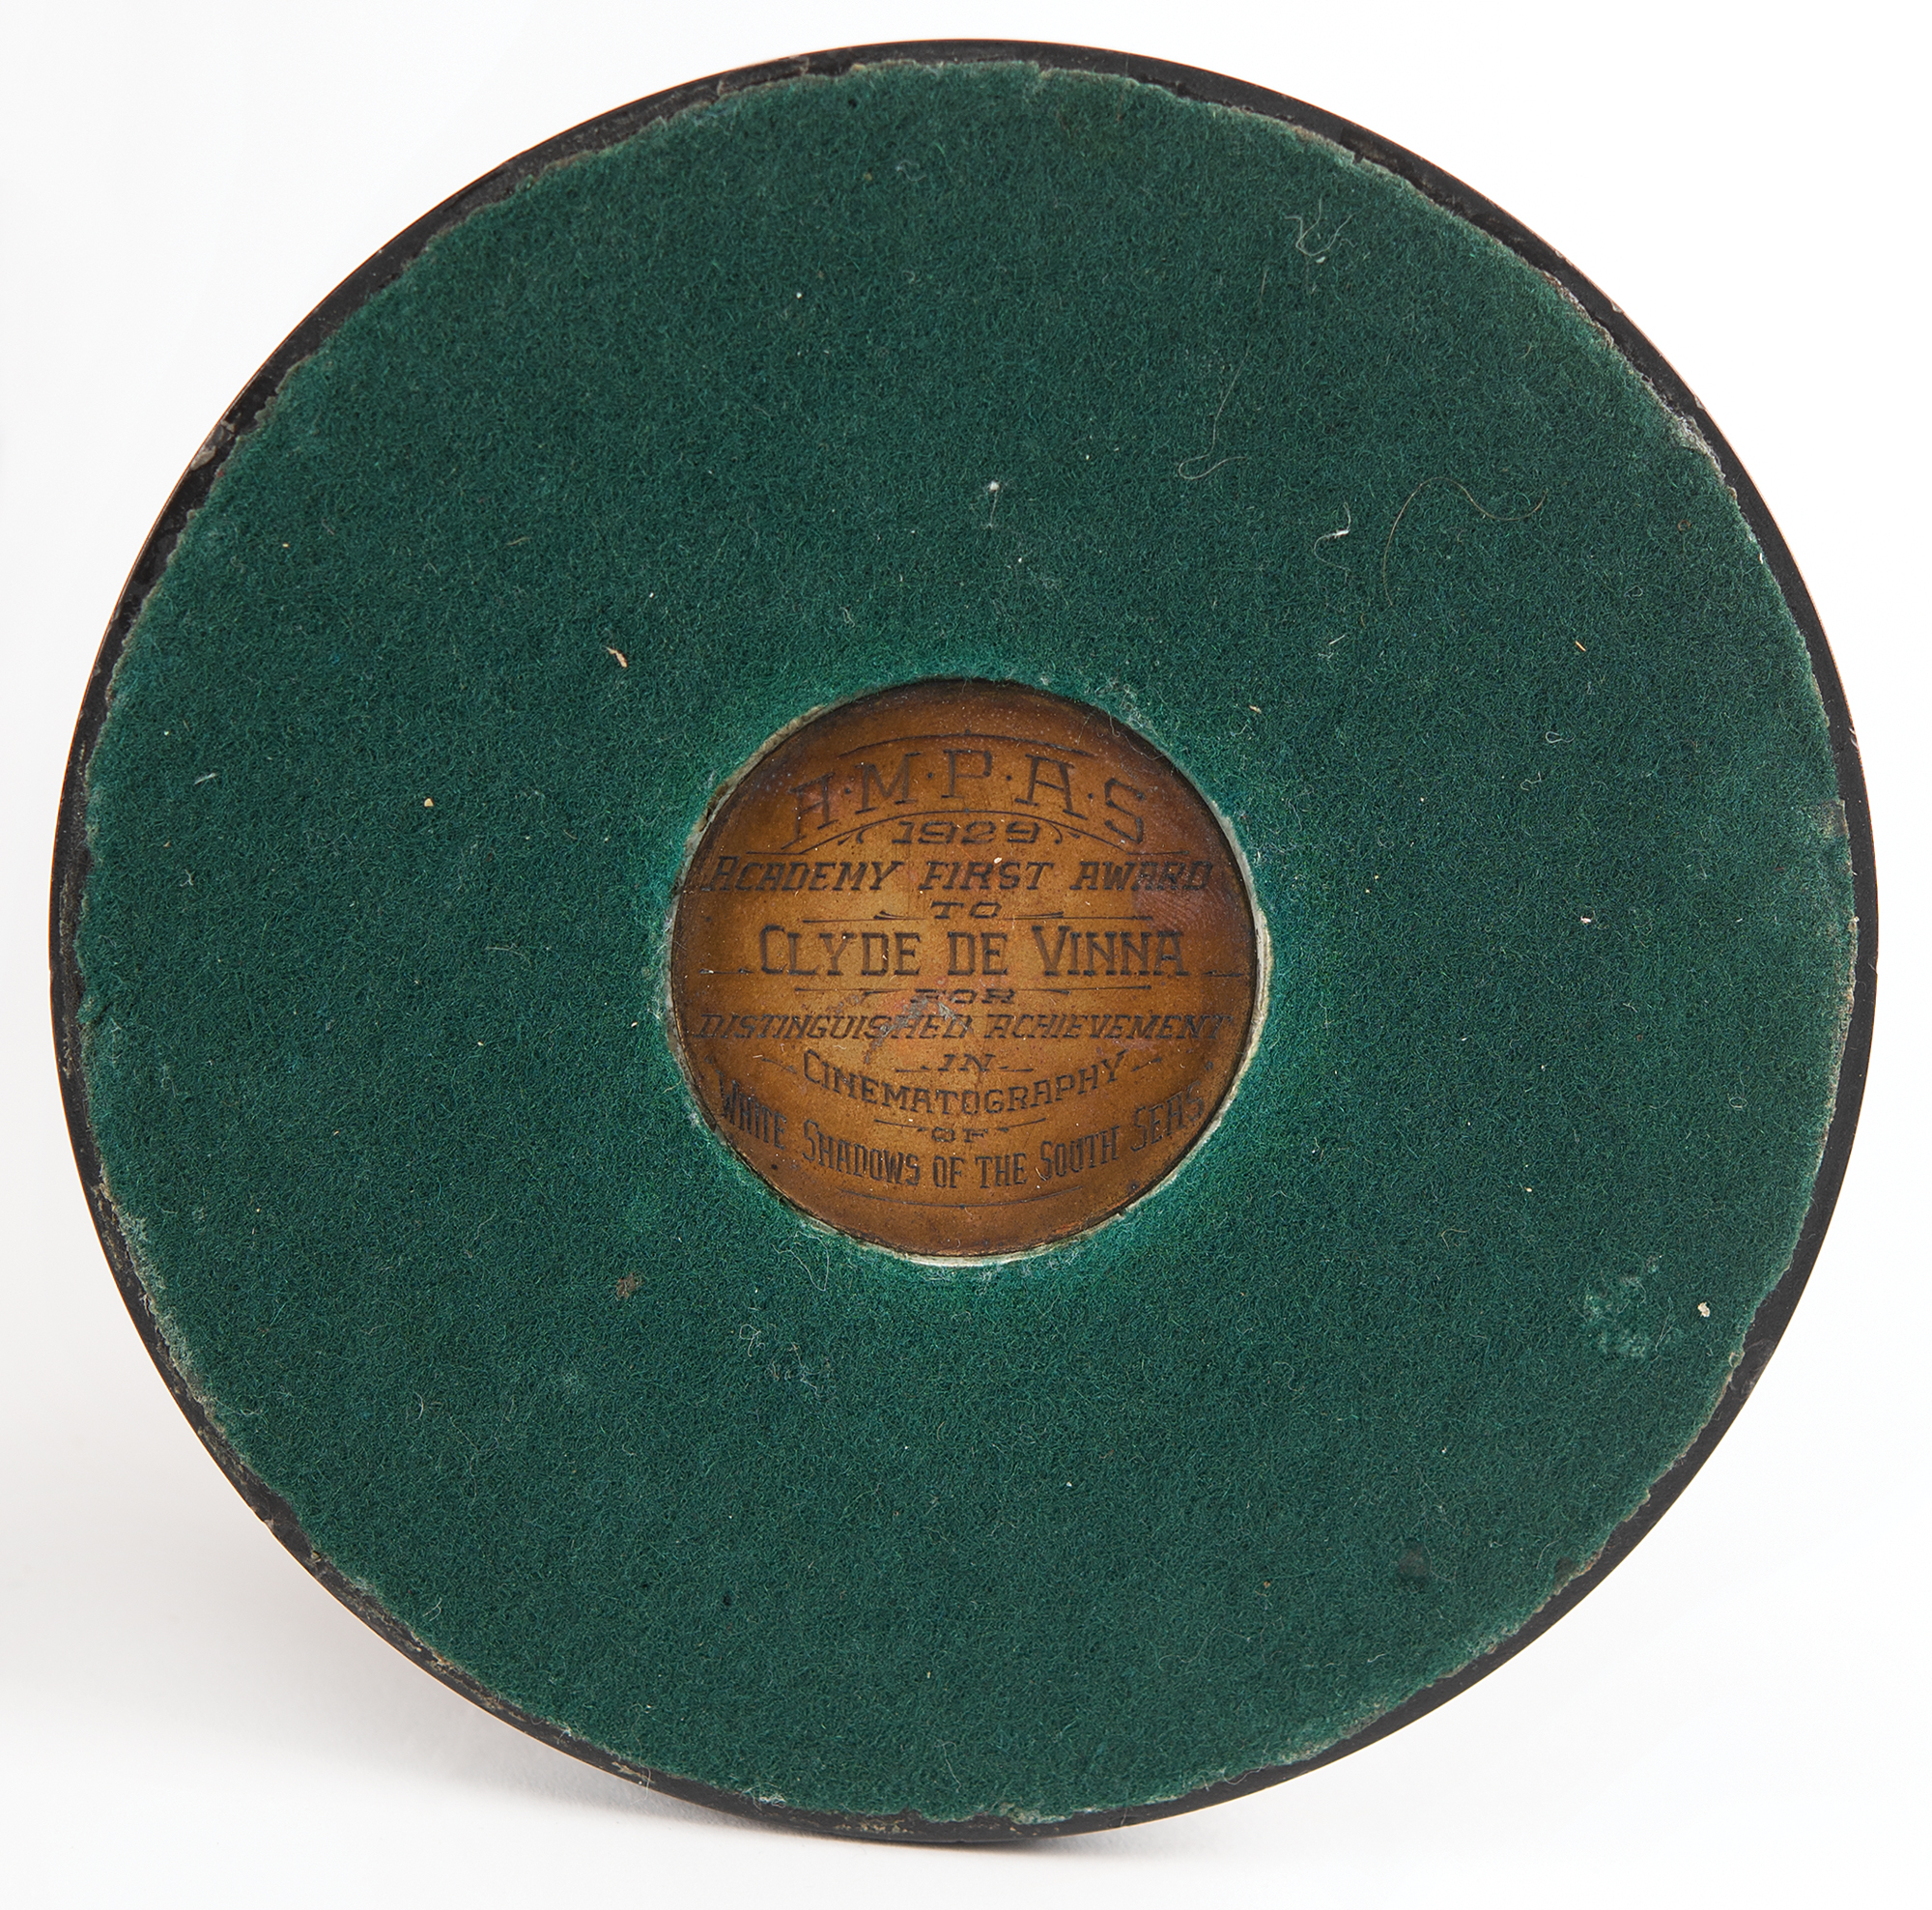 A·M·P·A·S
1929
ACADEMY FIRST AWARD
TO
CLYDE DE VINNA
FOR
DISTINGUISHED ACHIEVEMENT
IN
CINEMATOGRAPHY
OF
"WHITE SHADOWS OF THE SOUTH SEAS"